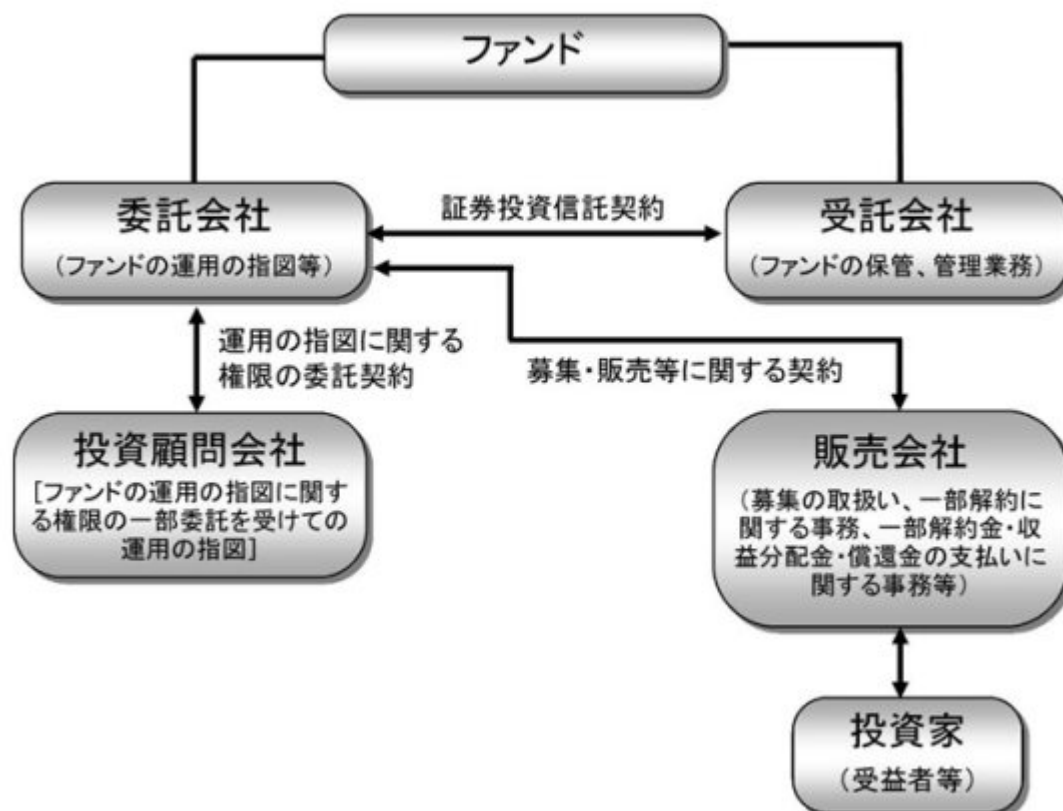 ファンド
委託会社
（ファンドの運用の指図等）
証券投資信託契約
受託会社
（ファンドの保管、管理業務）
運用の指図に関する
権限の委託契約
募集・販売等に関する契約
投資顧問会社
[ファンドの運用の指図に関す
る権限の一部委託を受けての
運用の指図]
販売会社
（募集の取扱い、一部解約に
関する事務、一部解約金・収
益分配金・償還金の支払いに
関する事務等）
投資家
（受益者等）